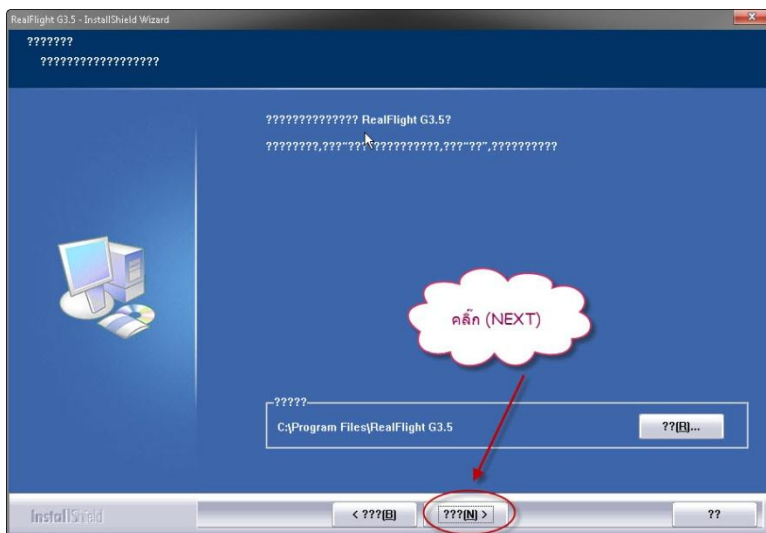 RealFlight G3.5 - InstallShield Wizard
???????
???????????????????
?????????????? RealFlight G3.5?
????????,???"??????????????,???"??",??????????
คลิ๊ก (NEXT)
?????
C:\Program Files\RealFlight G3.5
??(R)...
InstallShield
< ???(B)
???(N) >
??